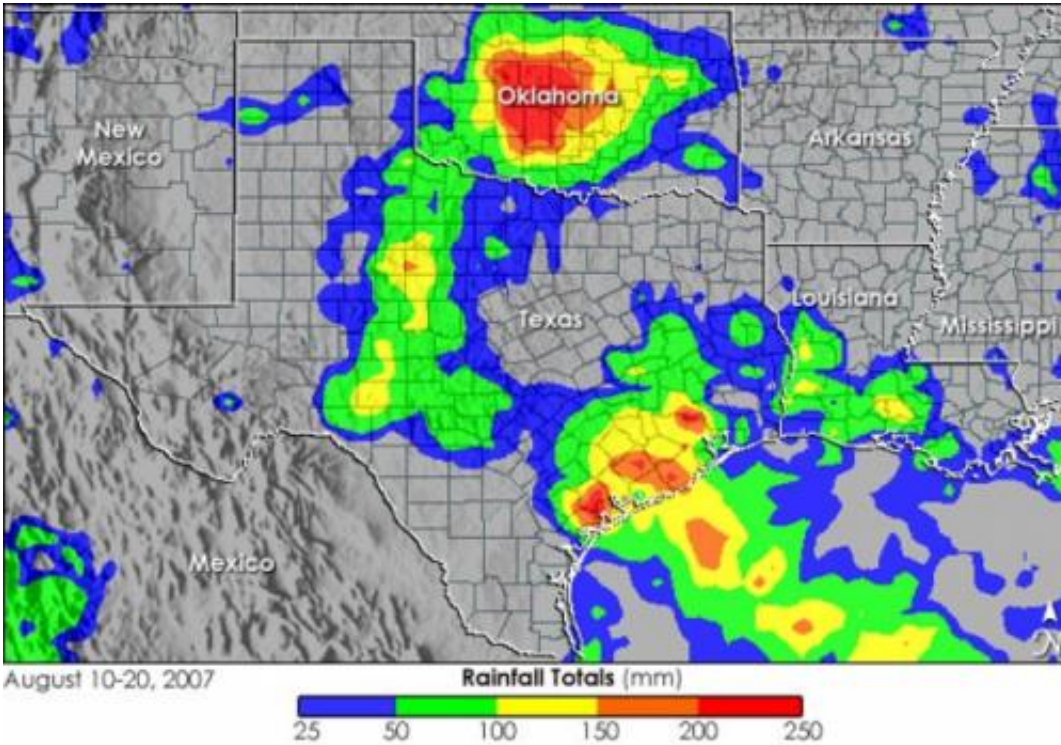 Oklahoma
New
Mexico
Arkansas
Texas
Louisiana
Mississippi
Mexico
N
August 10-20, 2007
Rainfall Totals (mm)
25 50 100 150 200 250